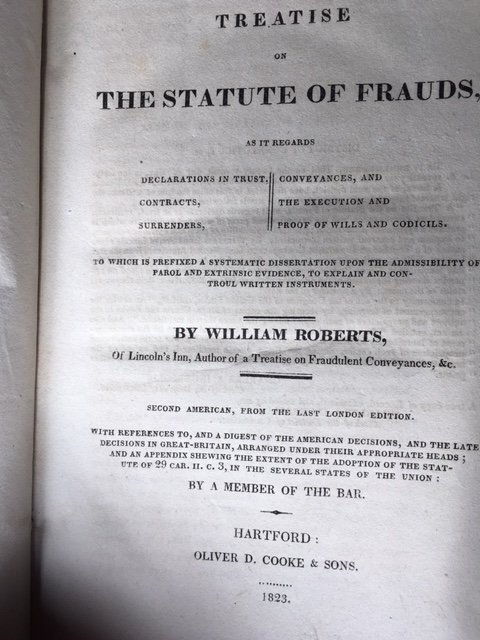 TREATISE
ON
THE STATUTE OF FRAUDS,
AS IT REGARDS
DECLARATIONS IN TRUST, CONVEYANCES, AND
CONTRACTS, THE EXECUTION AND
SURRENDERS, PROOF OF WILLS AND CODICILS.
TO WHICH IS PREFIXED A SYSTEMATIC DISSERTATION UPON THE ADMISSIBILITY OF
PAROL AND EXTRINSIC EVIDENCE, TO EXPLAIN AND CON-
TROUL WRITTEN INSTRUMENTS.
BY WILLIAM ROBERTS,
Of Lincoln's Inn, Author of a Treatise on Fraudulent Conveyances, &c.
SECOND AMERICAN, FROM THE LAST LONDON EDITION.
WITH REFERENCES TO, AND A DIGEST OF THE AMERICAN DECISIONS, AND THE LATE
DECISIONS IN GREAT-BRITAIN, ARRANGED UNDER THEIR APPROPRIATE HEADS;
AND AN APPENDIX SHEWING THE EXTENT OF THE ADOPTION OF THE STAT-
UTE OF 29 CAR. II. C. 3, IN THE SEVERAL STATES OF THE UNION:
BY A MEMBER OF THE BAR.
HARTFORD:
OLIVER D. COOKE & SONS.
1823.